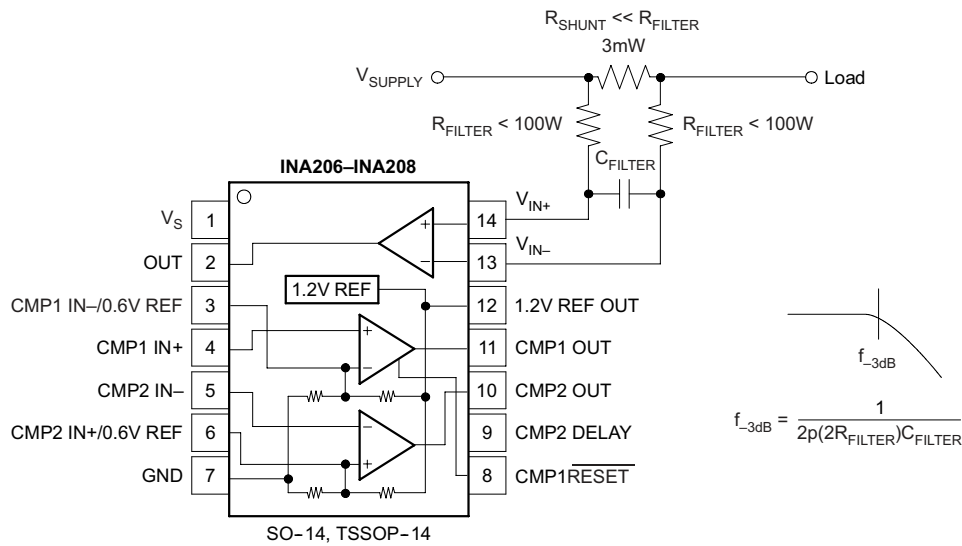 R_SHUNT << R_FILTER
3mW
V_SUPPLY
Load
R_FILTER < 100W
R_FILTER < 100W
C_FILTER
INA206–INA208
V_IN+
V_IN–
V_S
1
14
OUT
2
13
CMP1 IN–/0.6V REF
3
1.2V REF
12
1.2V REF OUT
CMP1 IN+
4
11
CMP1 OUT
CMP2 IN–
5
10
CMP2 OUT
CMP2 IN+/0.6V REF
6
9
CMP2 DELAY
GND
7
8
CMP1 RESET
+
–
+
–
–
+
SO-14, TSSOP-14
f_–3dB
f_–3dB = 1 / 2p(2R_FILTER)C_FILTER